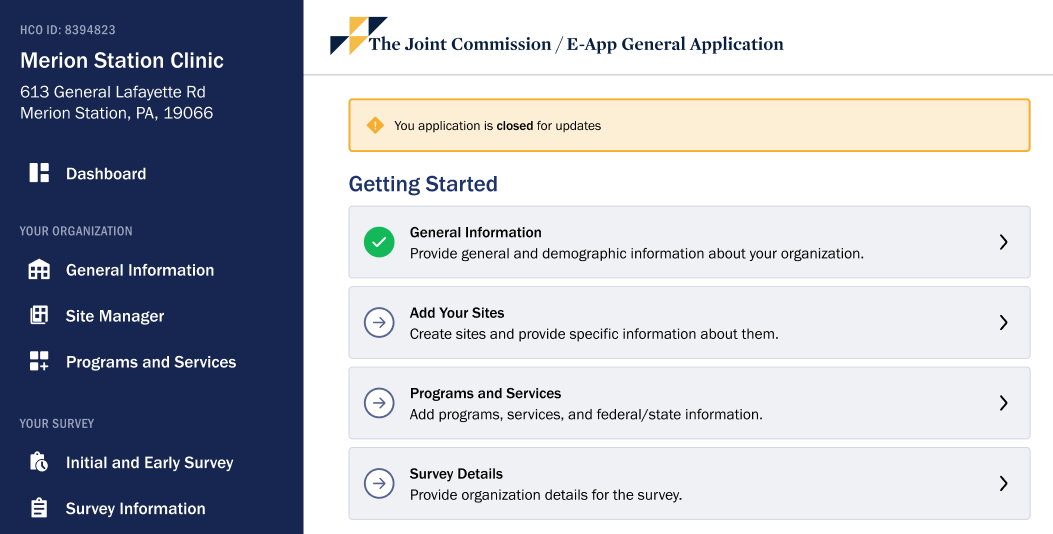 HCO ID: 8394823
Merion Station Clinic
613 General Lafayette Rd
Merion Station, PA, 19066
Dashboard
YOUR ORGANIZATION
General Information
Site Manager
Programs and Services
YOUR SURVEY
Initial and Early Survey
Survey Information
The Joint Commission / E-App General Application
You application is closed for updates
Getting Started
General Information
Provide general and demographic information about your organization.
Add Your Sites
Create sites and provide specific information about them.
Programs and Services
Add programs, services, and federal/state information.
Survey Details
Provide organization details for the survey.